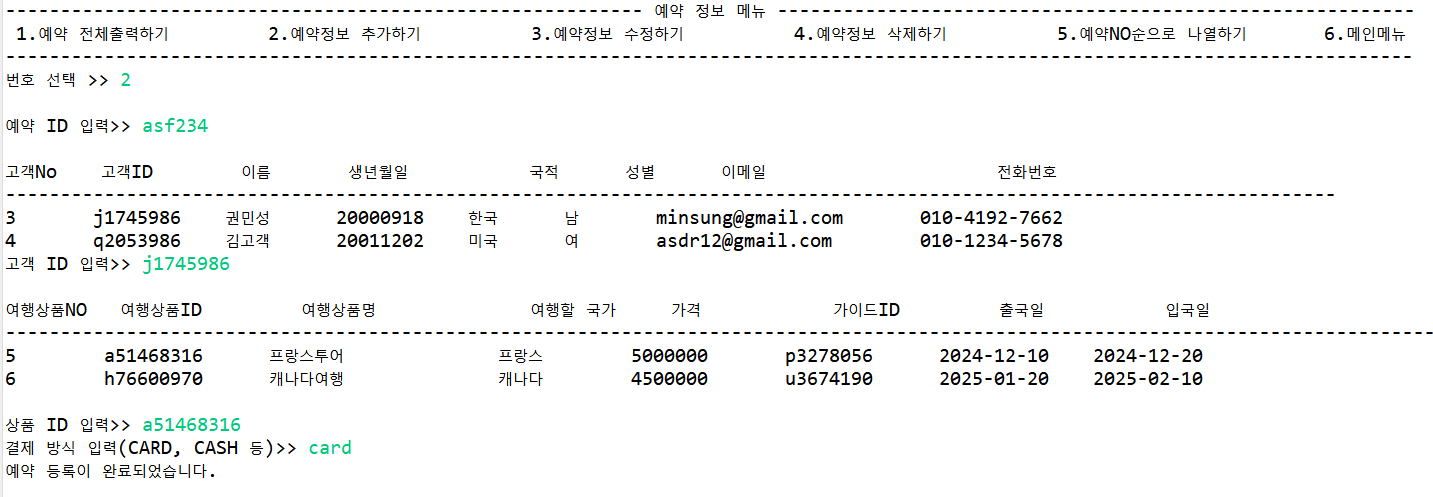 ---------------------------------------------------------- 예약 정보 메뉴 ----------------------------------------------------------
1.예약 전체출력하기 2.예약정보 추가하기 3.예약정보 수정하기 4.예약정보 삭제하기 5.예약NO순으로 나열하기 6.메인메뉴
--------------------------------------------------------------------------------------------------------------------------------
번호 선택 >> 2
예약 ID 입력>> asf234
고객No 고객ID 이름 생년월일 국적 성별 이메일 전화번호
-------------------------------------------------------------------------------------------------------------------------
3 j1745986 권민성 20000918 한국 남 minsung@gmail.com 010-4192-7662
4 q2053986 김고객 20011202 미국 여 asdr12@gmail.com 010-1234-5678
고객 ID 입력>> j1745986
여행상품NO 여행상품ID 여행상품명 여행할 국가 가격 가이드ID 출국일 입국일
----------------------------------------------------------------------------------------------------------------------------------
5 a51468316 프랑스투어 프랑스 5000000 p3278056 2024-12-10 2024-12-20
6 h76600970 캐나다여행 캐나다 4500000 u3674190 2025-01-20 2025-02-10
상품 ID 입력>> a51468316
결제 방식 입력(CARD, CASH 등)>> card
예약 등록이 완료되었습니다.